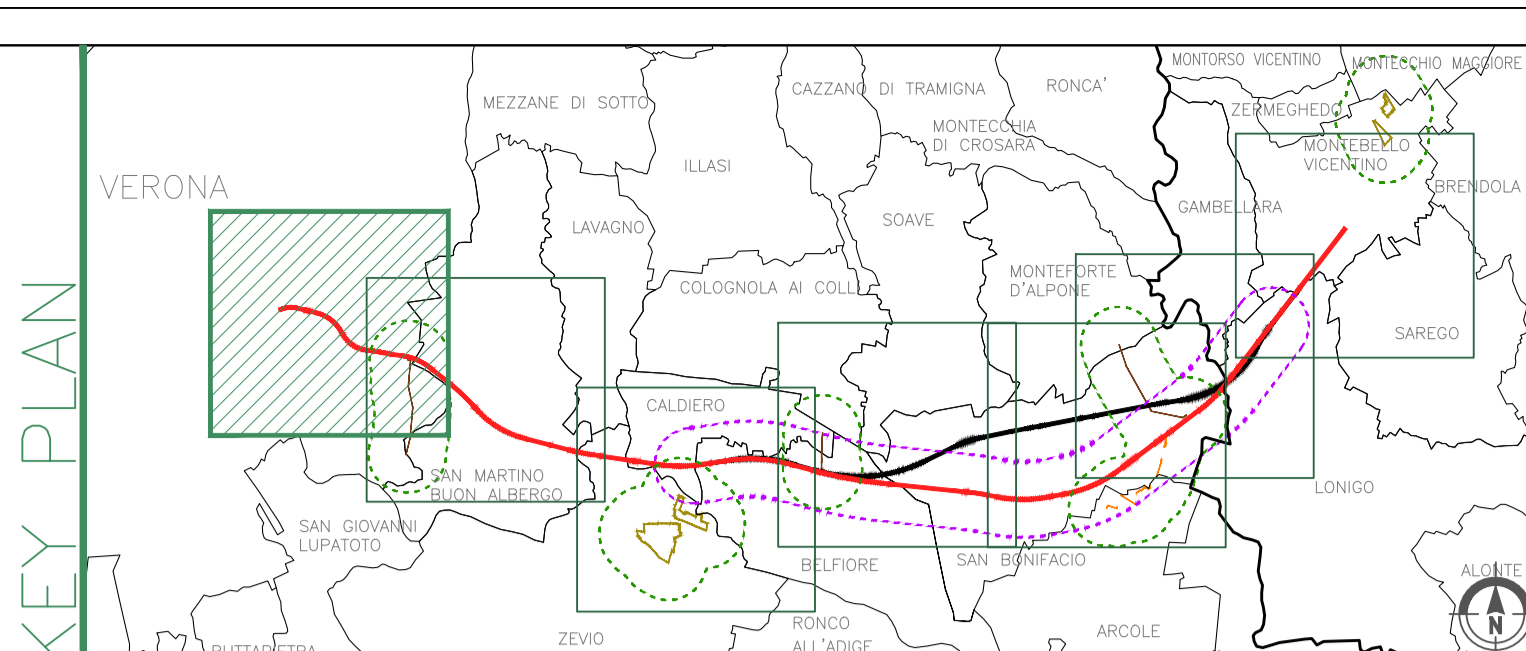 KEY PLAN
MONTORSO VICENTINO
MONTECCHIO MAGGIORE
MEZZANE DI SOTTO
CAZZANO DI TRAMIGNA
RONCA'
ZERMEGHEDO
MONTECCHIA
DI CROSARA
ILLASI
MONTEBELLO
VICENTINO
VERONA
BRENDOLA
GAMBELLARA
LAVAGNO
SOAVE
MONTEFORTE
D'ALPONE
COLOGNOLA AI COLLI
SAREGO
CALDIERO
SAN MARTINO
BUON ALBERGO
LONIGO
SAN GIOVANNI
LUPATOTO
BELFIORE
SAN BONIFACIO
ALONTE
N
ZEVIO
RONCO
ALL'ADIGE
ARCOLE
BUTTAPIETRA